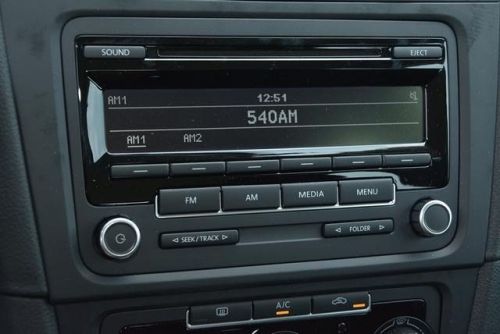 SOUND EJECT
AM1 12:51
540AM
AM1 AM2
FM AM MEDIA MENU
SEEK / TRACK FOLDER
A/C